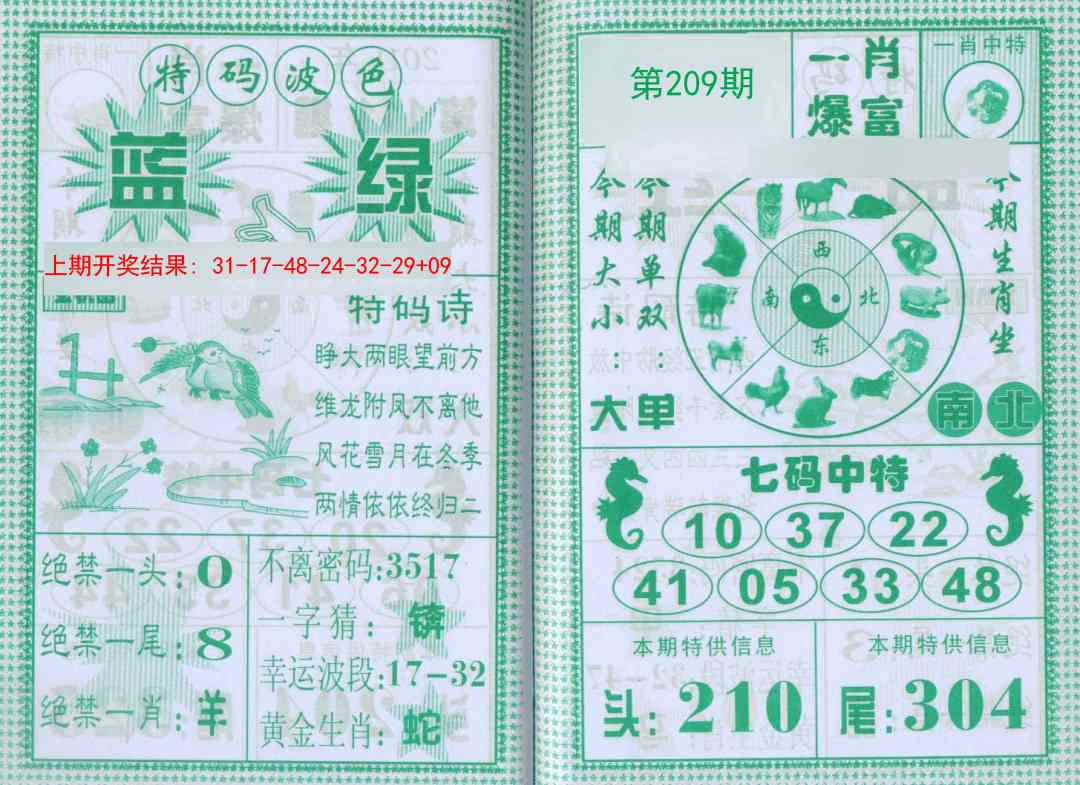 特码波色
蓝 绿
上期开奖结果: 31-17-48-24-32-29+09
特码诗
睁大两眼望前方
维龙附凤不离他
风花雪月在冬季
两情依依终归二
绝禁一头:0
绝禁一尾:8
绝禁一肖:羊
不离密码:3517
一字猜:
幸运波段:17-32
黄金生肖:蛇
第209期
一肖
爆富
一肖中特
今期大小:大
今期单双:单
今期生肖坐
南北
西
南 北
东
七码中特
10 37 22
41 05 33 48
本期特供信息
头:210
本期特供信息
尾:304